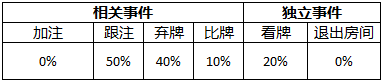 相关事件 独立事件
加注 跟注 弃牌 比牌 看牌 退出房间
0% 50% 40% 10% 20% 0%